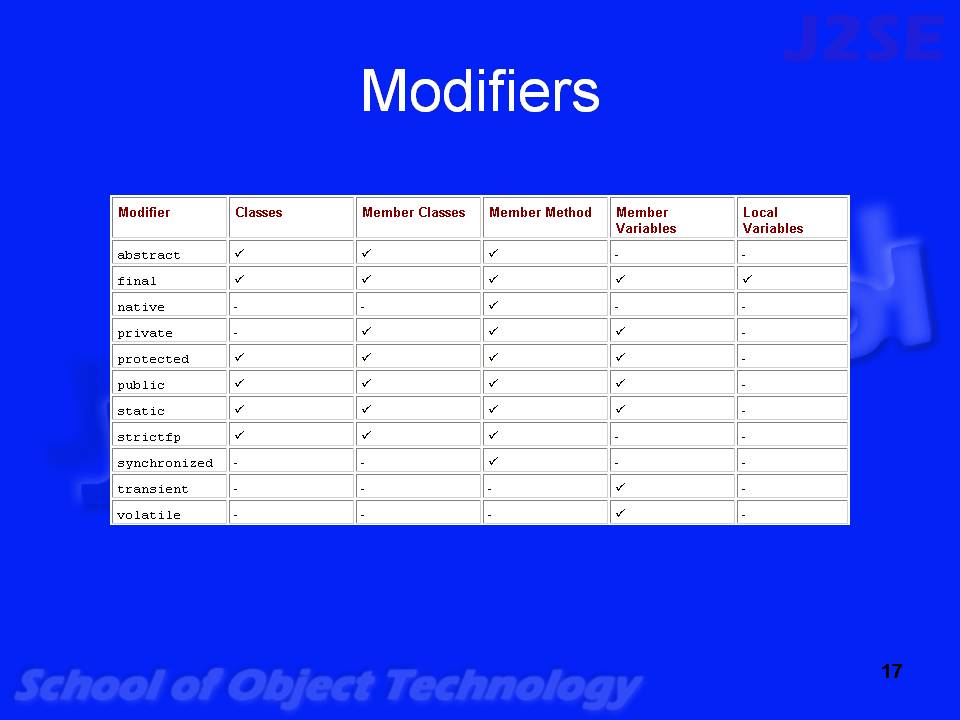 J2SE
Modifiers
Modifier Classes Member Classes Member Method Member Variables Local Variables
abstract ✓ ✓ ✓ - -
final ✓ ✓ ✓ ✓ ✓
native - - ✓ - -
private - ✓ ✓ ✓ -
protected ✓ ✓ ✓ ✓ -
public ✓ ✓ ✓ ✓ -
static ✓ ✓ ✓ ✓ -
strictfp ✓ ✓ ✓ - -
synchronized - - ✓ - -
transient - - - ✓ -
volatile - - - ✓ -
17
School of Object Technology